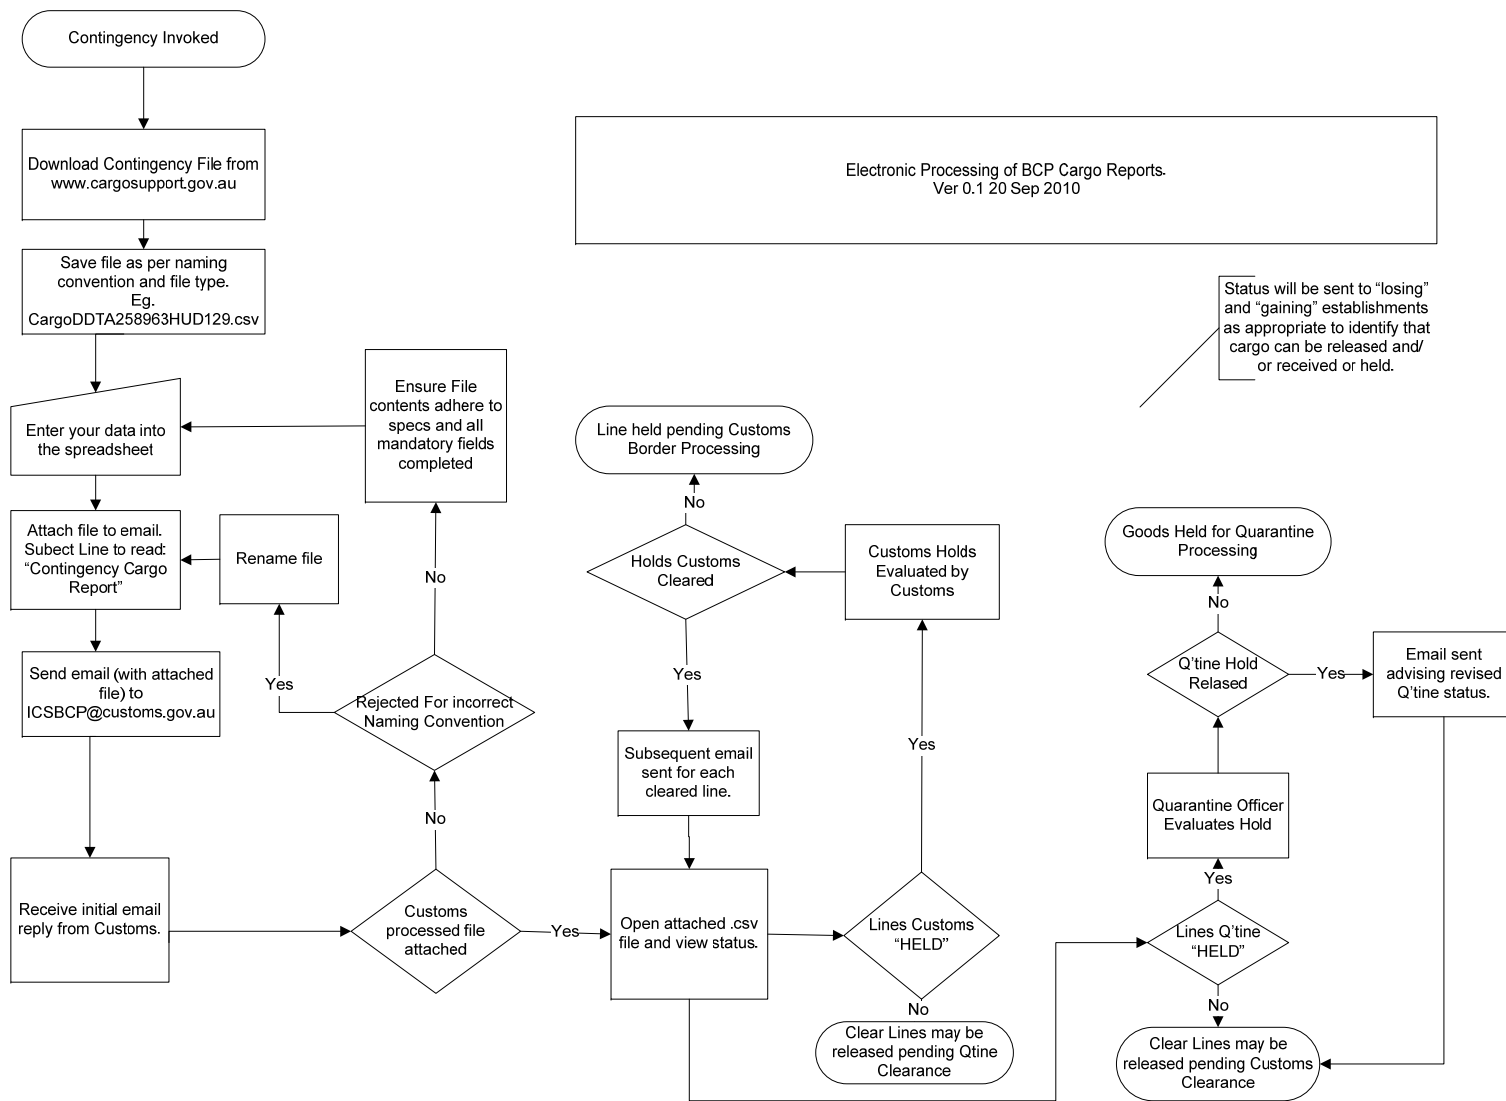 Contingency Invoked
Download Contingency File from
www.cargosupport.gov.au
Save file as per naming
convention and file type.
Eg.
CargoDDTA258963HUD129.csv
Enter your data into
the spreadsheet
Attach file to email.
Subect Line to read:
“Contingency Cargo
Report”
Send email (with attached
file) to
ICSBCP@customs.gov.au
Receive initial email
reply from Customs.
Ensure File
contents adhere to
specs and all
mandatory fields
completed
Rename file
No
Yes
Rejected For incorrect
Naming Convention
No
Customs
processed file
attached
Yes
Electronic Processing of BCP Cargo Reports.
Ver 0.1 20 Sep 2010
Status will be sent to “losing”
and “gaining” establishments
as appropriate to identify that
cargo can be released and/
or received or held.
Line held pending Customs
Border Processing
No
Holds Customs
Cleared
Customs Holds
Evaluated by
Customs
Yes
Subsequent email
sent for each
cleared line.
Yes
Open attached .csv
file and view status.
Lines Customs
“HELD”
No
Clear Lines may be
released pending Qtine
Clearance
Goods Held for Quarantine
Processing
No
Q’tine Hold
Relased
Yes
Email sent
advising revised
Q’tine status.
Quarantine Officer
Evaluates Hold
Yes
Lines Q’tine
“HELD”
No
Clear Lines may be
released pending Customs
Clearance